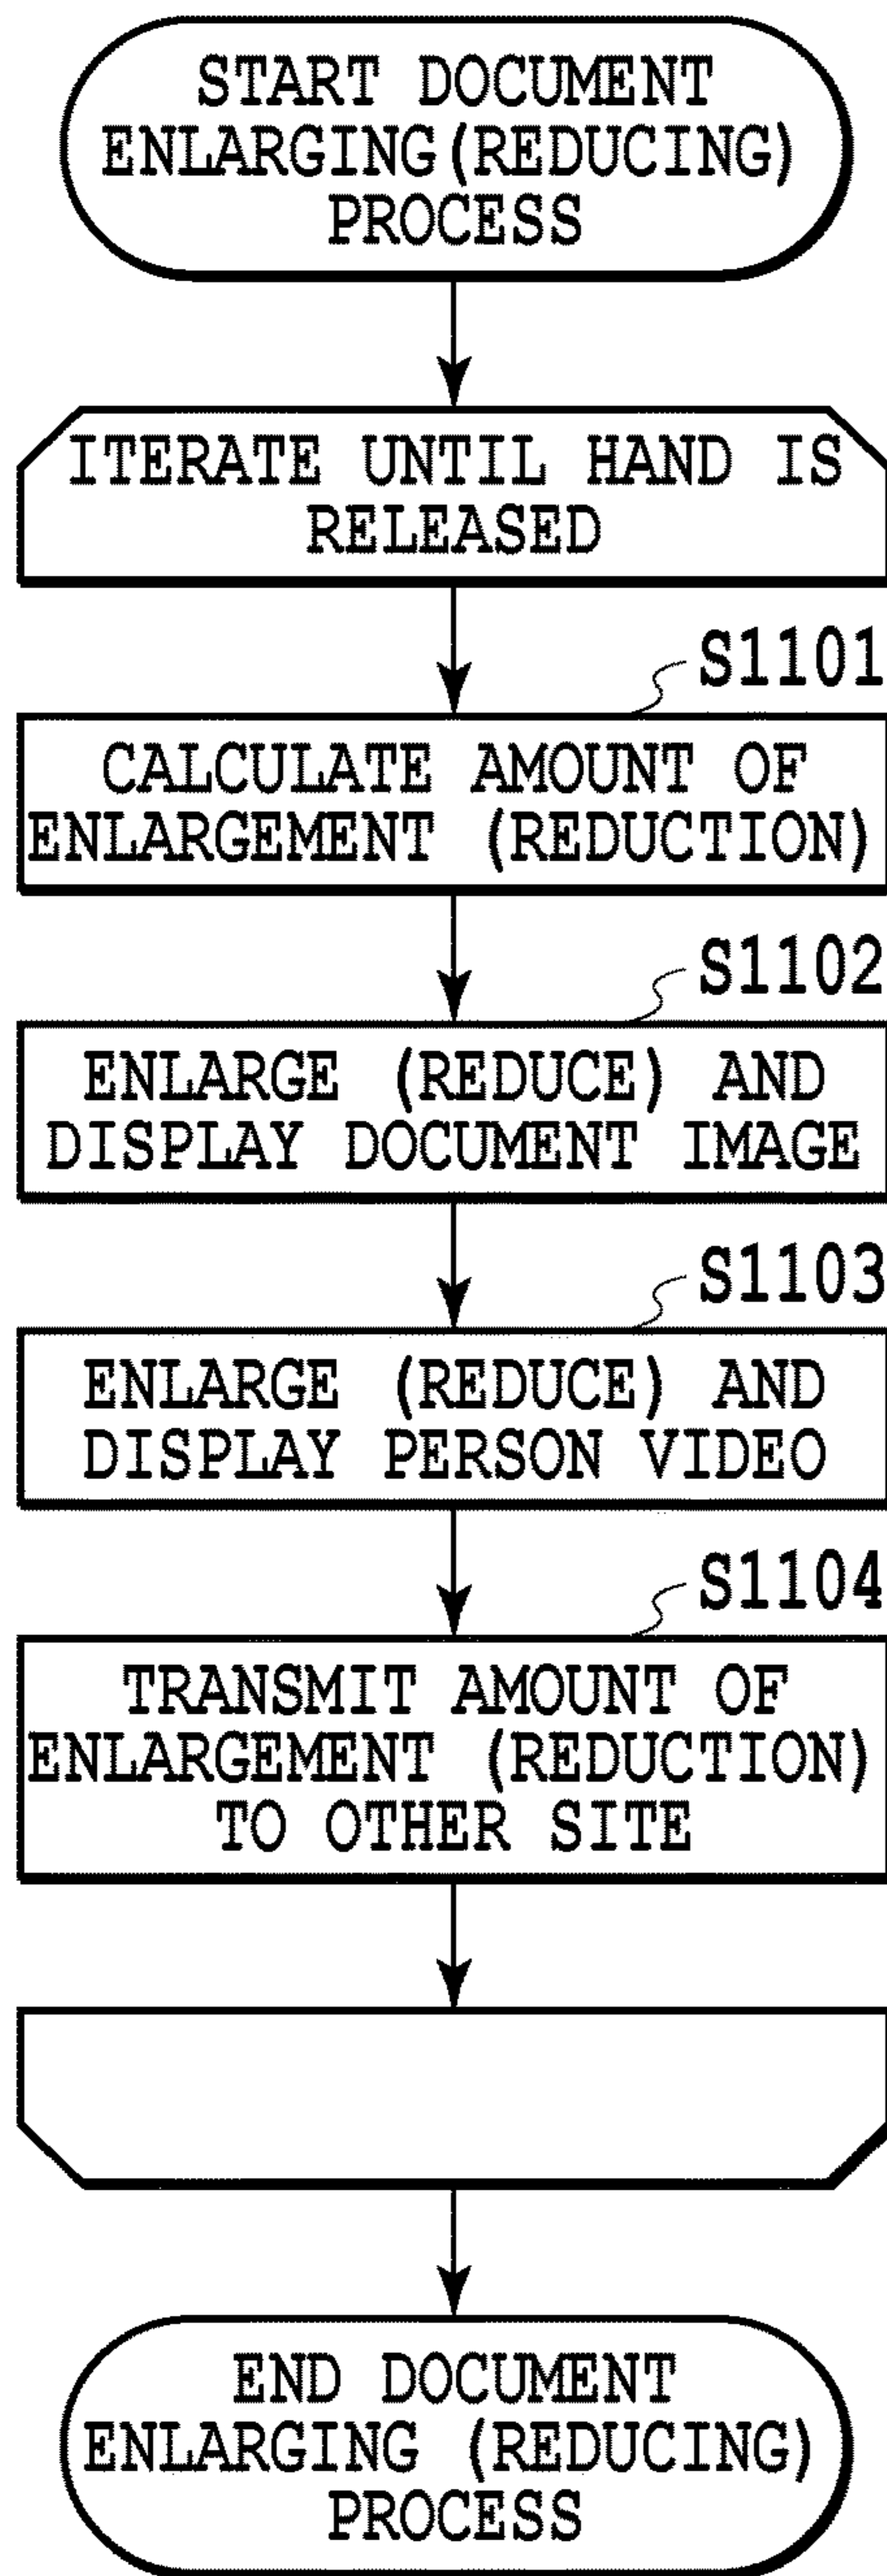 START DOCUMENT
ENLARGING(REDUCING)
PROCESS
ITERATE UNTIL HAND IS
RELEASED
S1101
CALCULATE AMOUNT OF
ENLARGEMENT (REDUCTION)
S1102
ENLARGE (REDUCE) AND
DISPLAY DOCUMENT IMAGE
S1103
ENLARGE (REDUCE) AND
DISPLAY PERSON VIDEO
S1104
TRANSMIT AMOUNT OF
ENLARGEMENT (REDUCTION)
TO OTHER SITE
END DOCUMENT
ENLARGING (REDUCING)
PROCESS